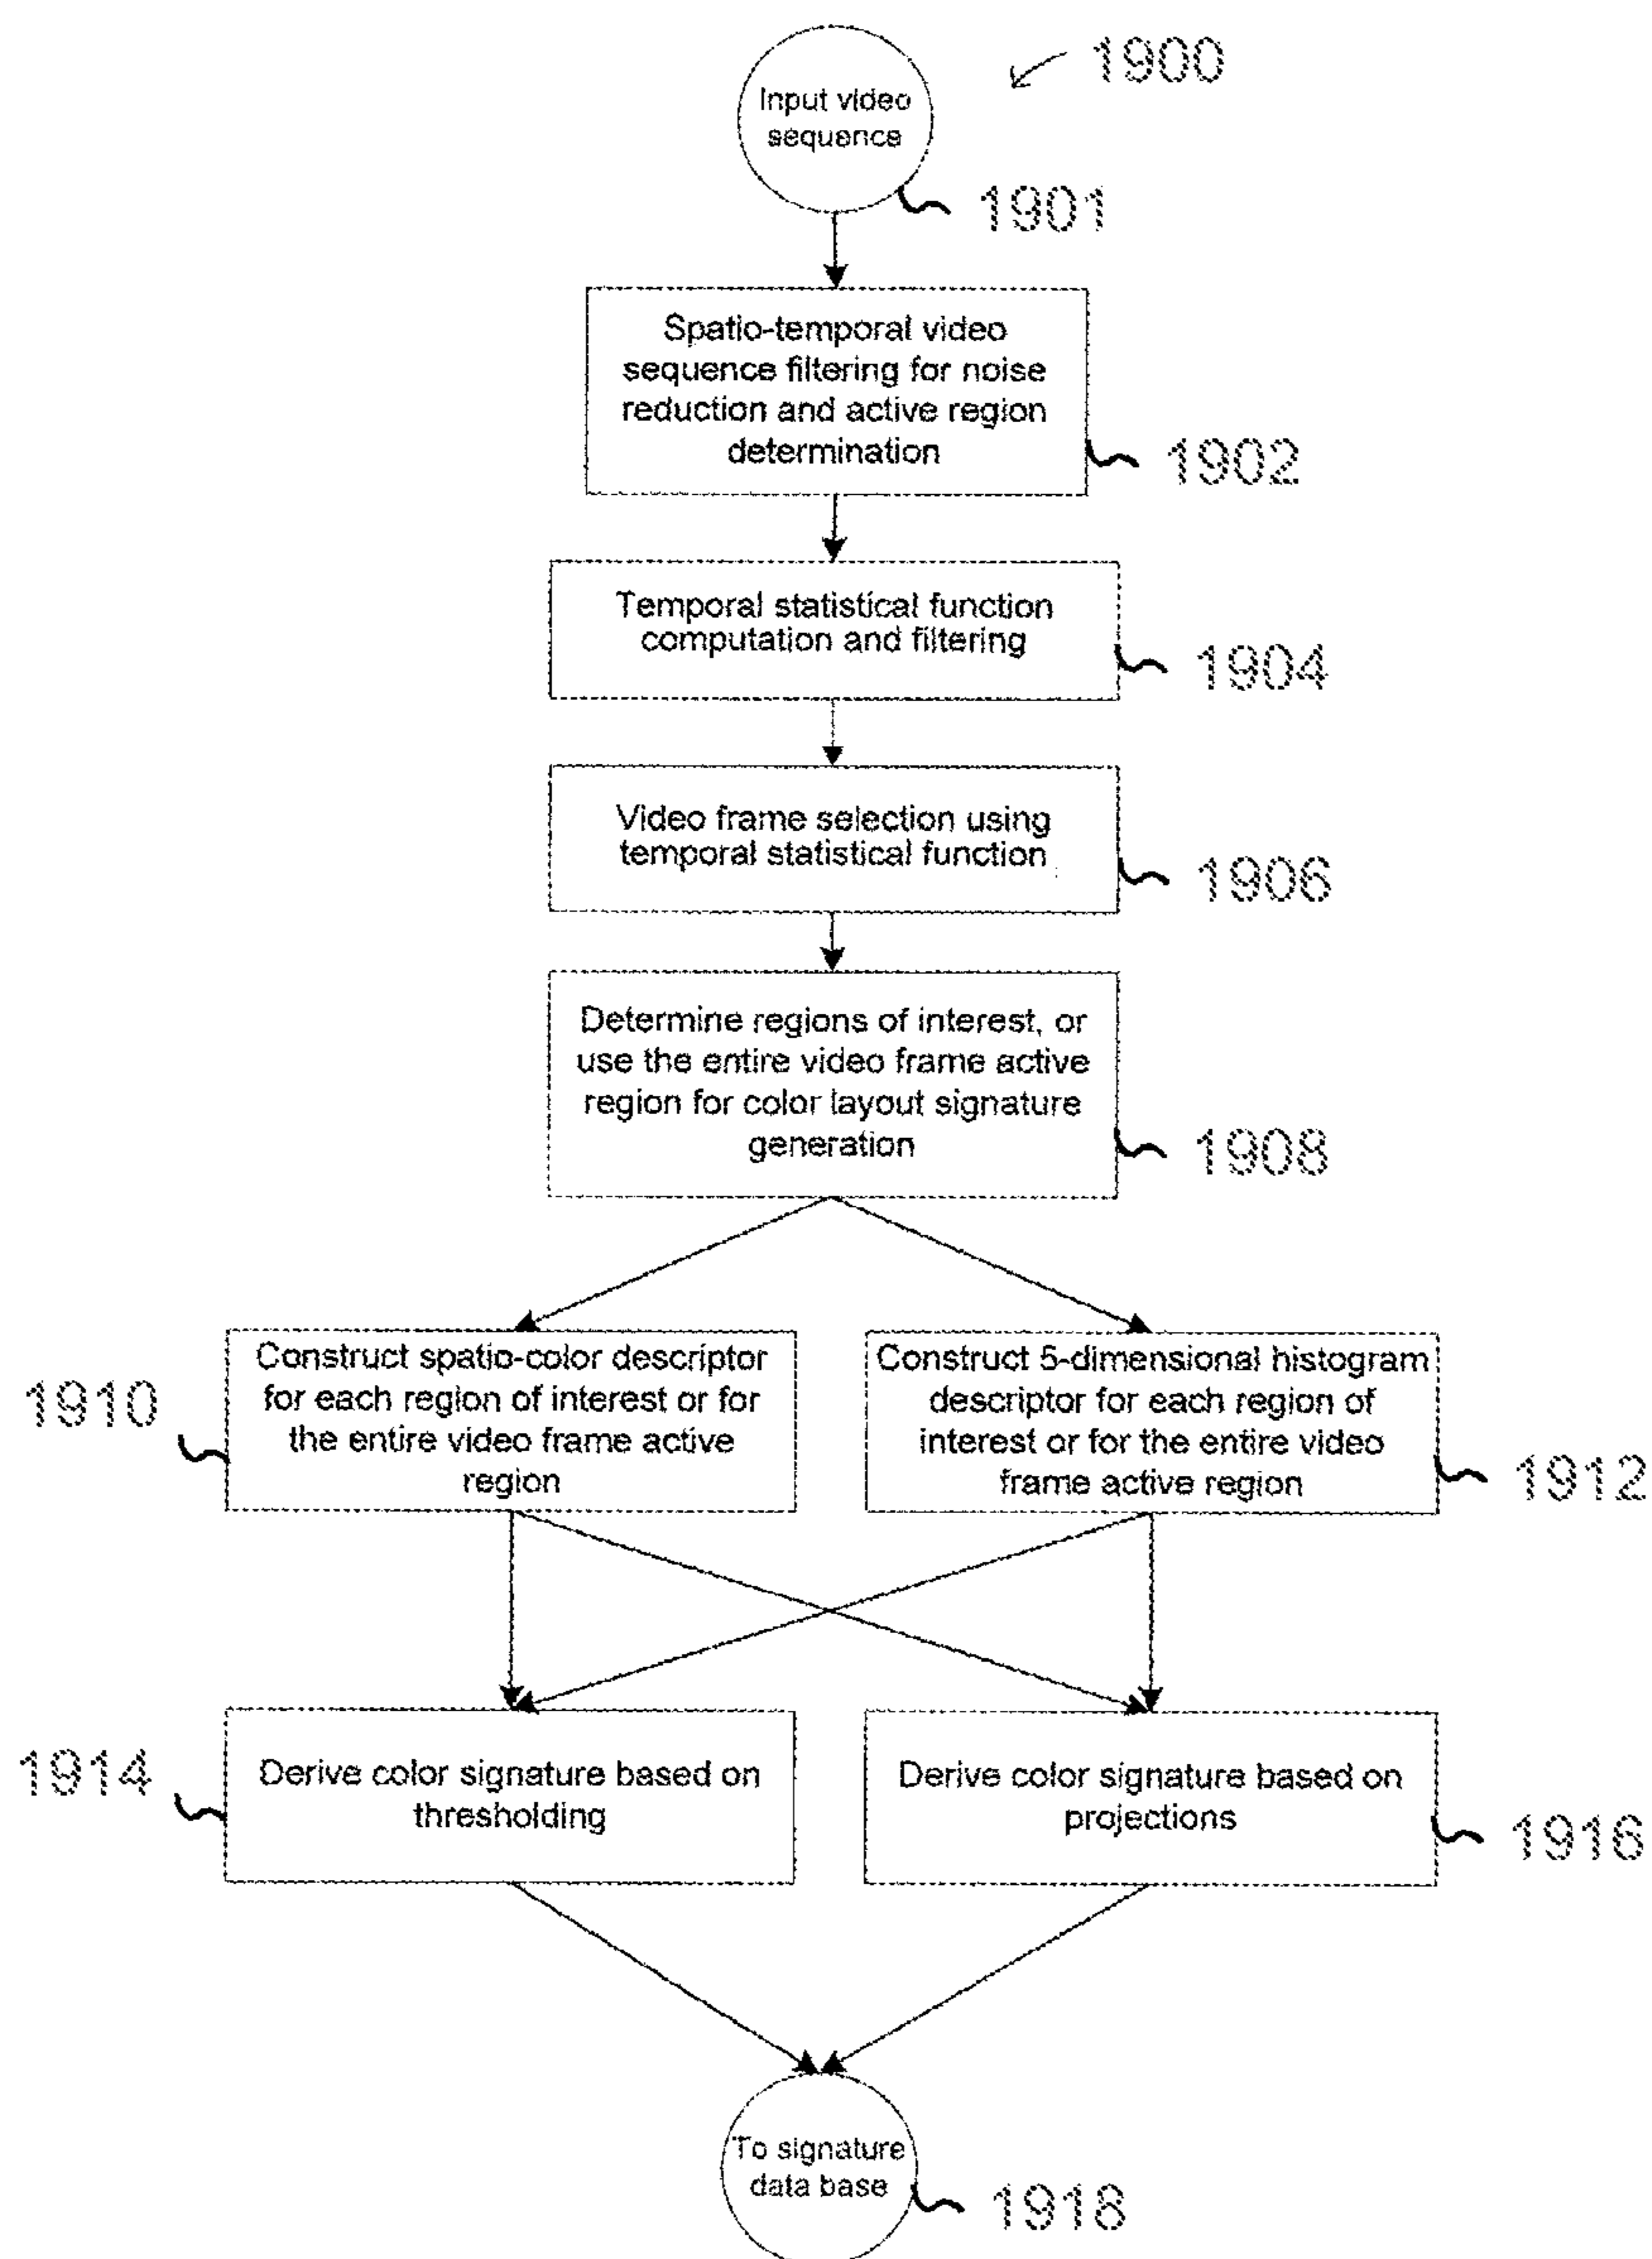 1900
Input video
sequence
1901
Spatio-temporal video
sequence filtering for noise
reduction and active region
determination
1902
Temporal statistical function
computation and filtering
1904
Video frame selection using
temporal statistical function
1906
Determine regions of interest, or
use the entire video frame active
region for color layout signature
generation
1908
Construct spatio-color descriptor
for each region of interest or for
the entire video frame active
region
1910
Construct 5-dimensional histogram
descriptor for each region of
interest or for the entire video
frame active region
1912
Derive color signature based on
thresholding
1914
Derive color signature based on
projections
1916
To signature
data base
1918